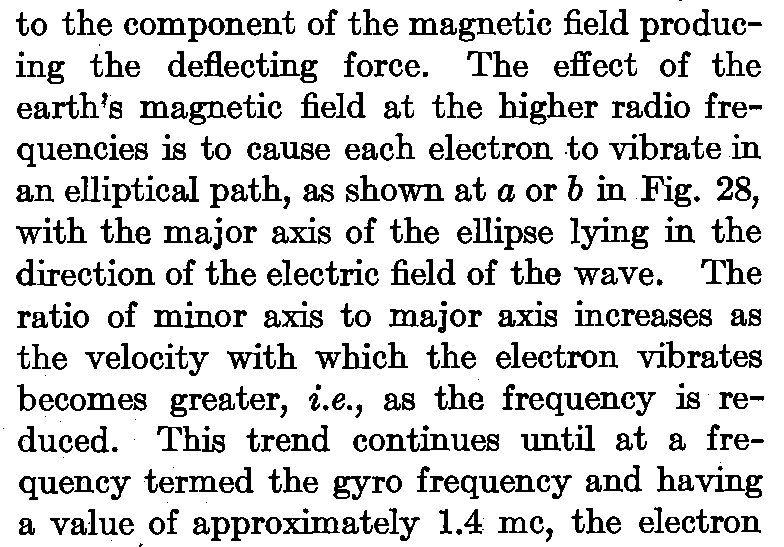 to the component of the magnetic field produc-
ing the deflecting force. The effect of the
earth's magnetic field at the higher radio fre-
quencies is to cause each electron to vibrate in
an elliptical path, as shown at a or b in Fig. 28,
with the major axis of the ellipse lying in the
direction of the electric field of the wave. The
ratio of minor axis to major axis increases as
the velocity with which the electron vibrates
becomes greater, i.e., as the frequency is re-
duced. This trend continues until at a fre-
quency termed the gyro frequency and having
a value of approximately 1.4 mc, the electron